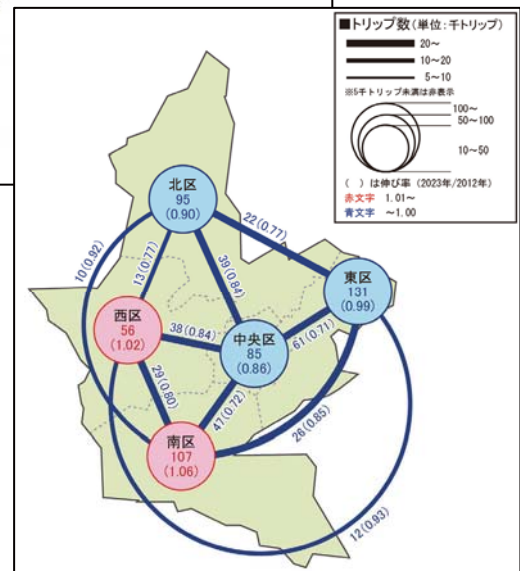 ■トリップ数(単位:千トリップ)
20~
10~20
5~10
※5千トリップ未満は非表示
100~
50~100
10~50
( )は伸び率 (2023年/2012年)
赤文字 1.01~
青文字 ~1.00
北区
95
(0.90)
22(0.77)
10(0.92)
13(0.77)
39(0.84)
東区
131
(0.99)
西区
56
(1.02)
38(0.84)
中央区
85
(0.86)
61(0.71)
29(0.80)
47(0.72)
26(0.85)
南区
107
(1.06)
12(0.93)